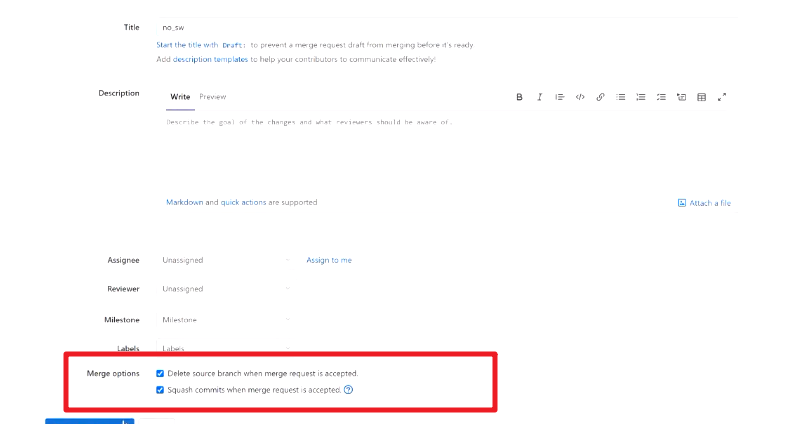 Title no_sw
Start the title with Draft: to prevent a merge request draft from merging before it's ready
Add description templates to help your contributors to communicate effectively!
Description Write Preview
Describe the goal of the changes and what reviewers should be aware of.
Markdown and quick actions are supported Attach a file
Assignee Unassigned Assign to me
Reviewer Unassigned
Milestone Milestone
Labels Labels
Merge options Delete source branch when merge request is accepted.
Squash commits when merge request is accepted.